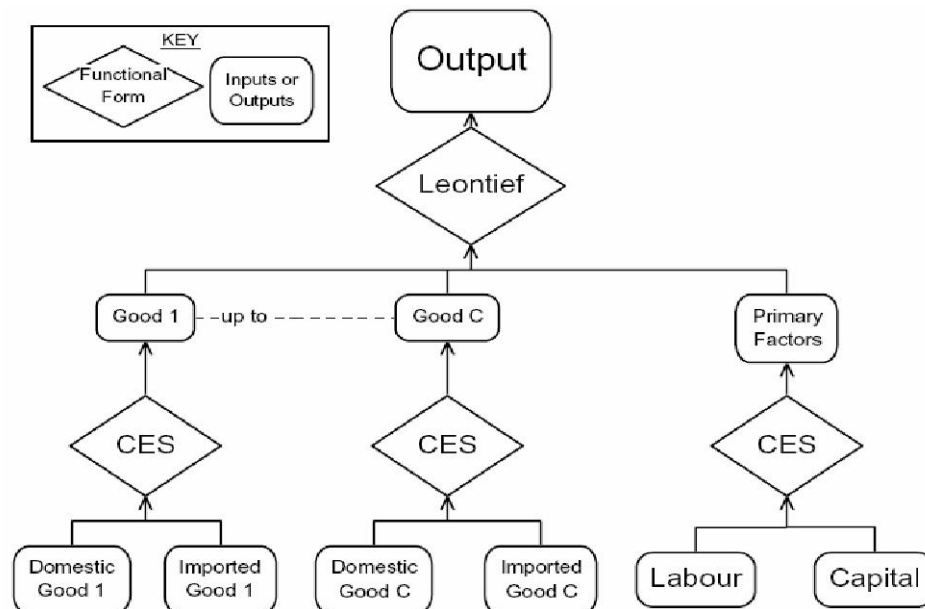 KEY
Functional
Form
Inputs or
Outputs
Output
Leontief
Good 1
up to
Good C
Primary
Factors
CES
CES
CES
Domestic
Good 1
Imported
Good 1
Domestic
Good C
Imported
Good C
Labour
Capital